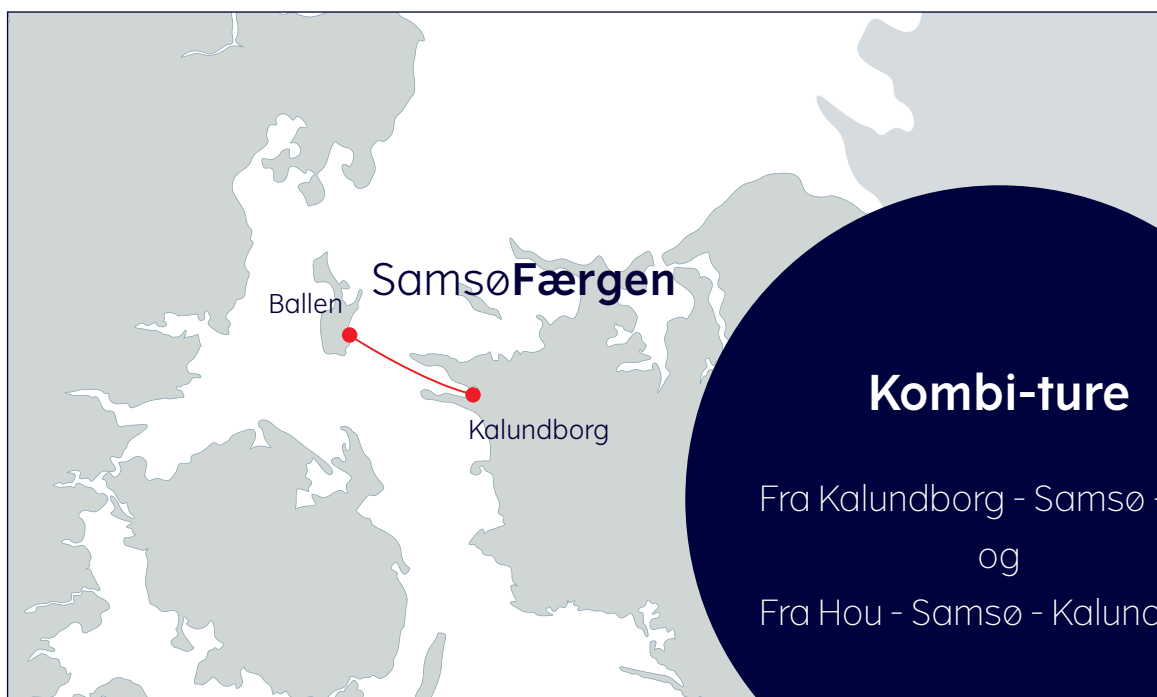 SamsøFærgen
Ballen
Kalundborg
Kombi-ture
Fra Kalundborg - Samsø -
og
Fra Hou - Samsø -